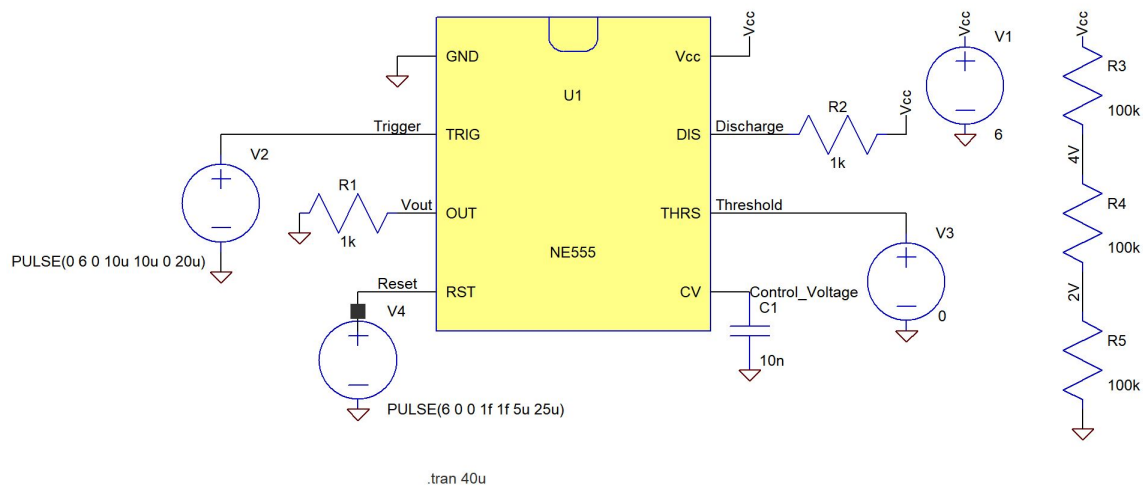 GND
Vcc
Vcc
U1
TRIG
Trigger
DIS
Discharge
R2
1k
Vcc
Vcc
V1
6
V2
PULSE(0 6 0 10u 10u 0 20u)
R1
1k
Vout
OUT
NE555
THRS
Threshold
V3
0
Reset
RST
V4
PULSE(6 0 0 1f 1f 5u 25u)
CV
Control_Voltage
C1
10n
Vcc
R3
100k
4V
R4
100k
2V
R5
100k
.tran 40u